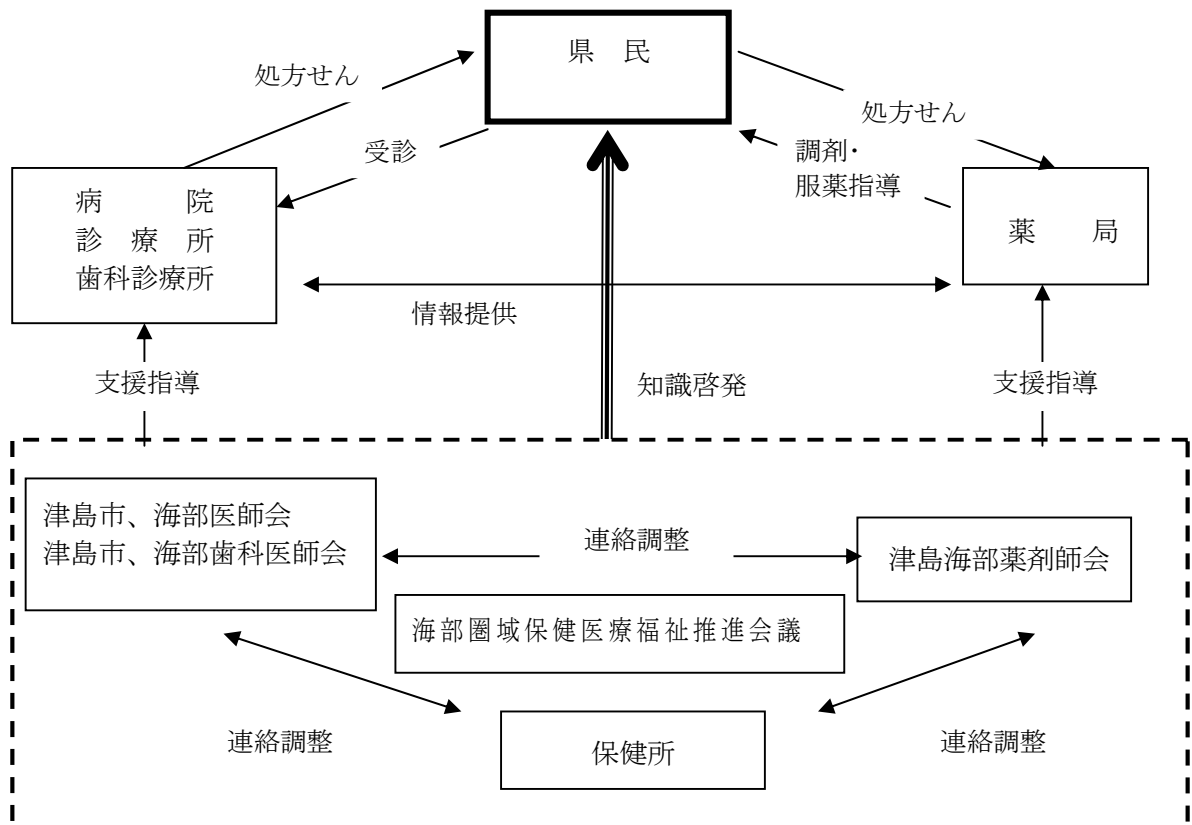 県　民
処方せん
処方せん
受診
調剤・
服薬指導
病　　　院
診　療　所
歯科診療所
薬　　局
情報提供
支援指導
知識啓発
支援指導
津島市、海部医師会
津島市、海部歯科医師会
連絡調整
津島海部薬剤師会
海部圏域保健医療福祉推進会議
連絡調整
保健所
連絡調整